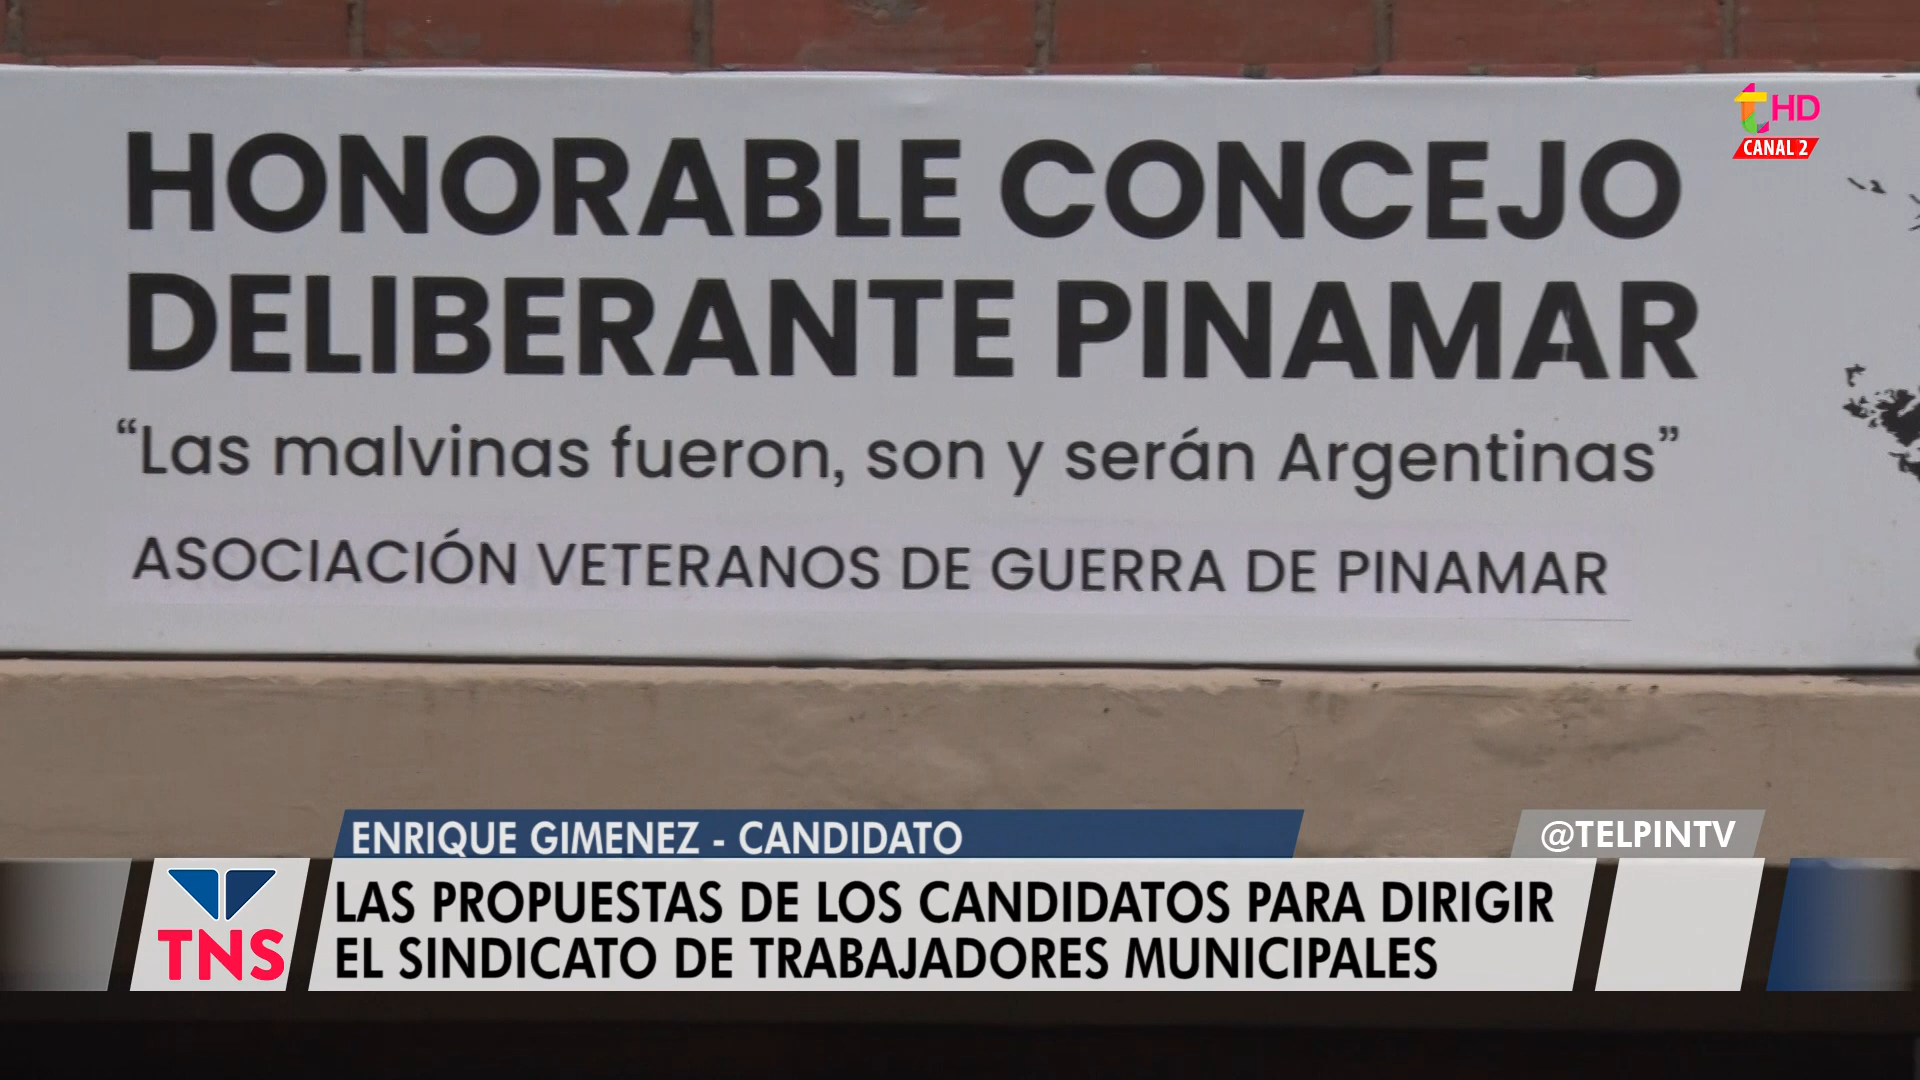 HD
CANAL 2
HONORABLE CONCEJO
DELIBERANTE PINAMAR
“Las malvinas fueron, son y serán Argentinas”
ASOCIACIÓN VETERANOS DE GUERRA DE PINAMAR
ENRIQUE GIMENEZ - CANDIDATO
@TELPINTV
TNS
LAS PROPUESTAS DE LOS CANDIDATOS PARA DIRIGIR
EL SINDICATO DE TRABAJADORES MUNICIPALES